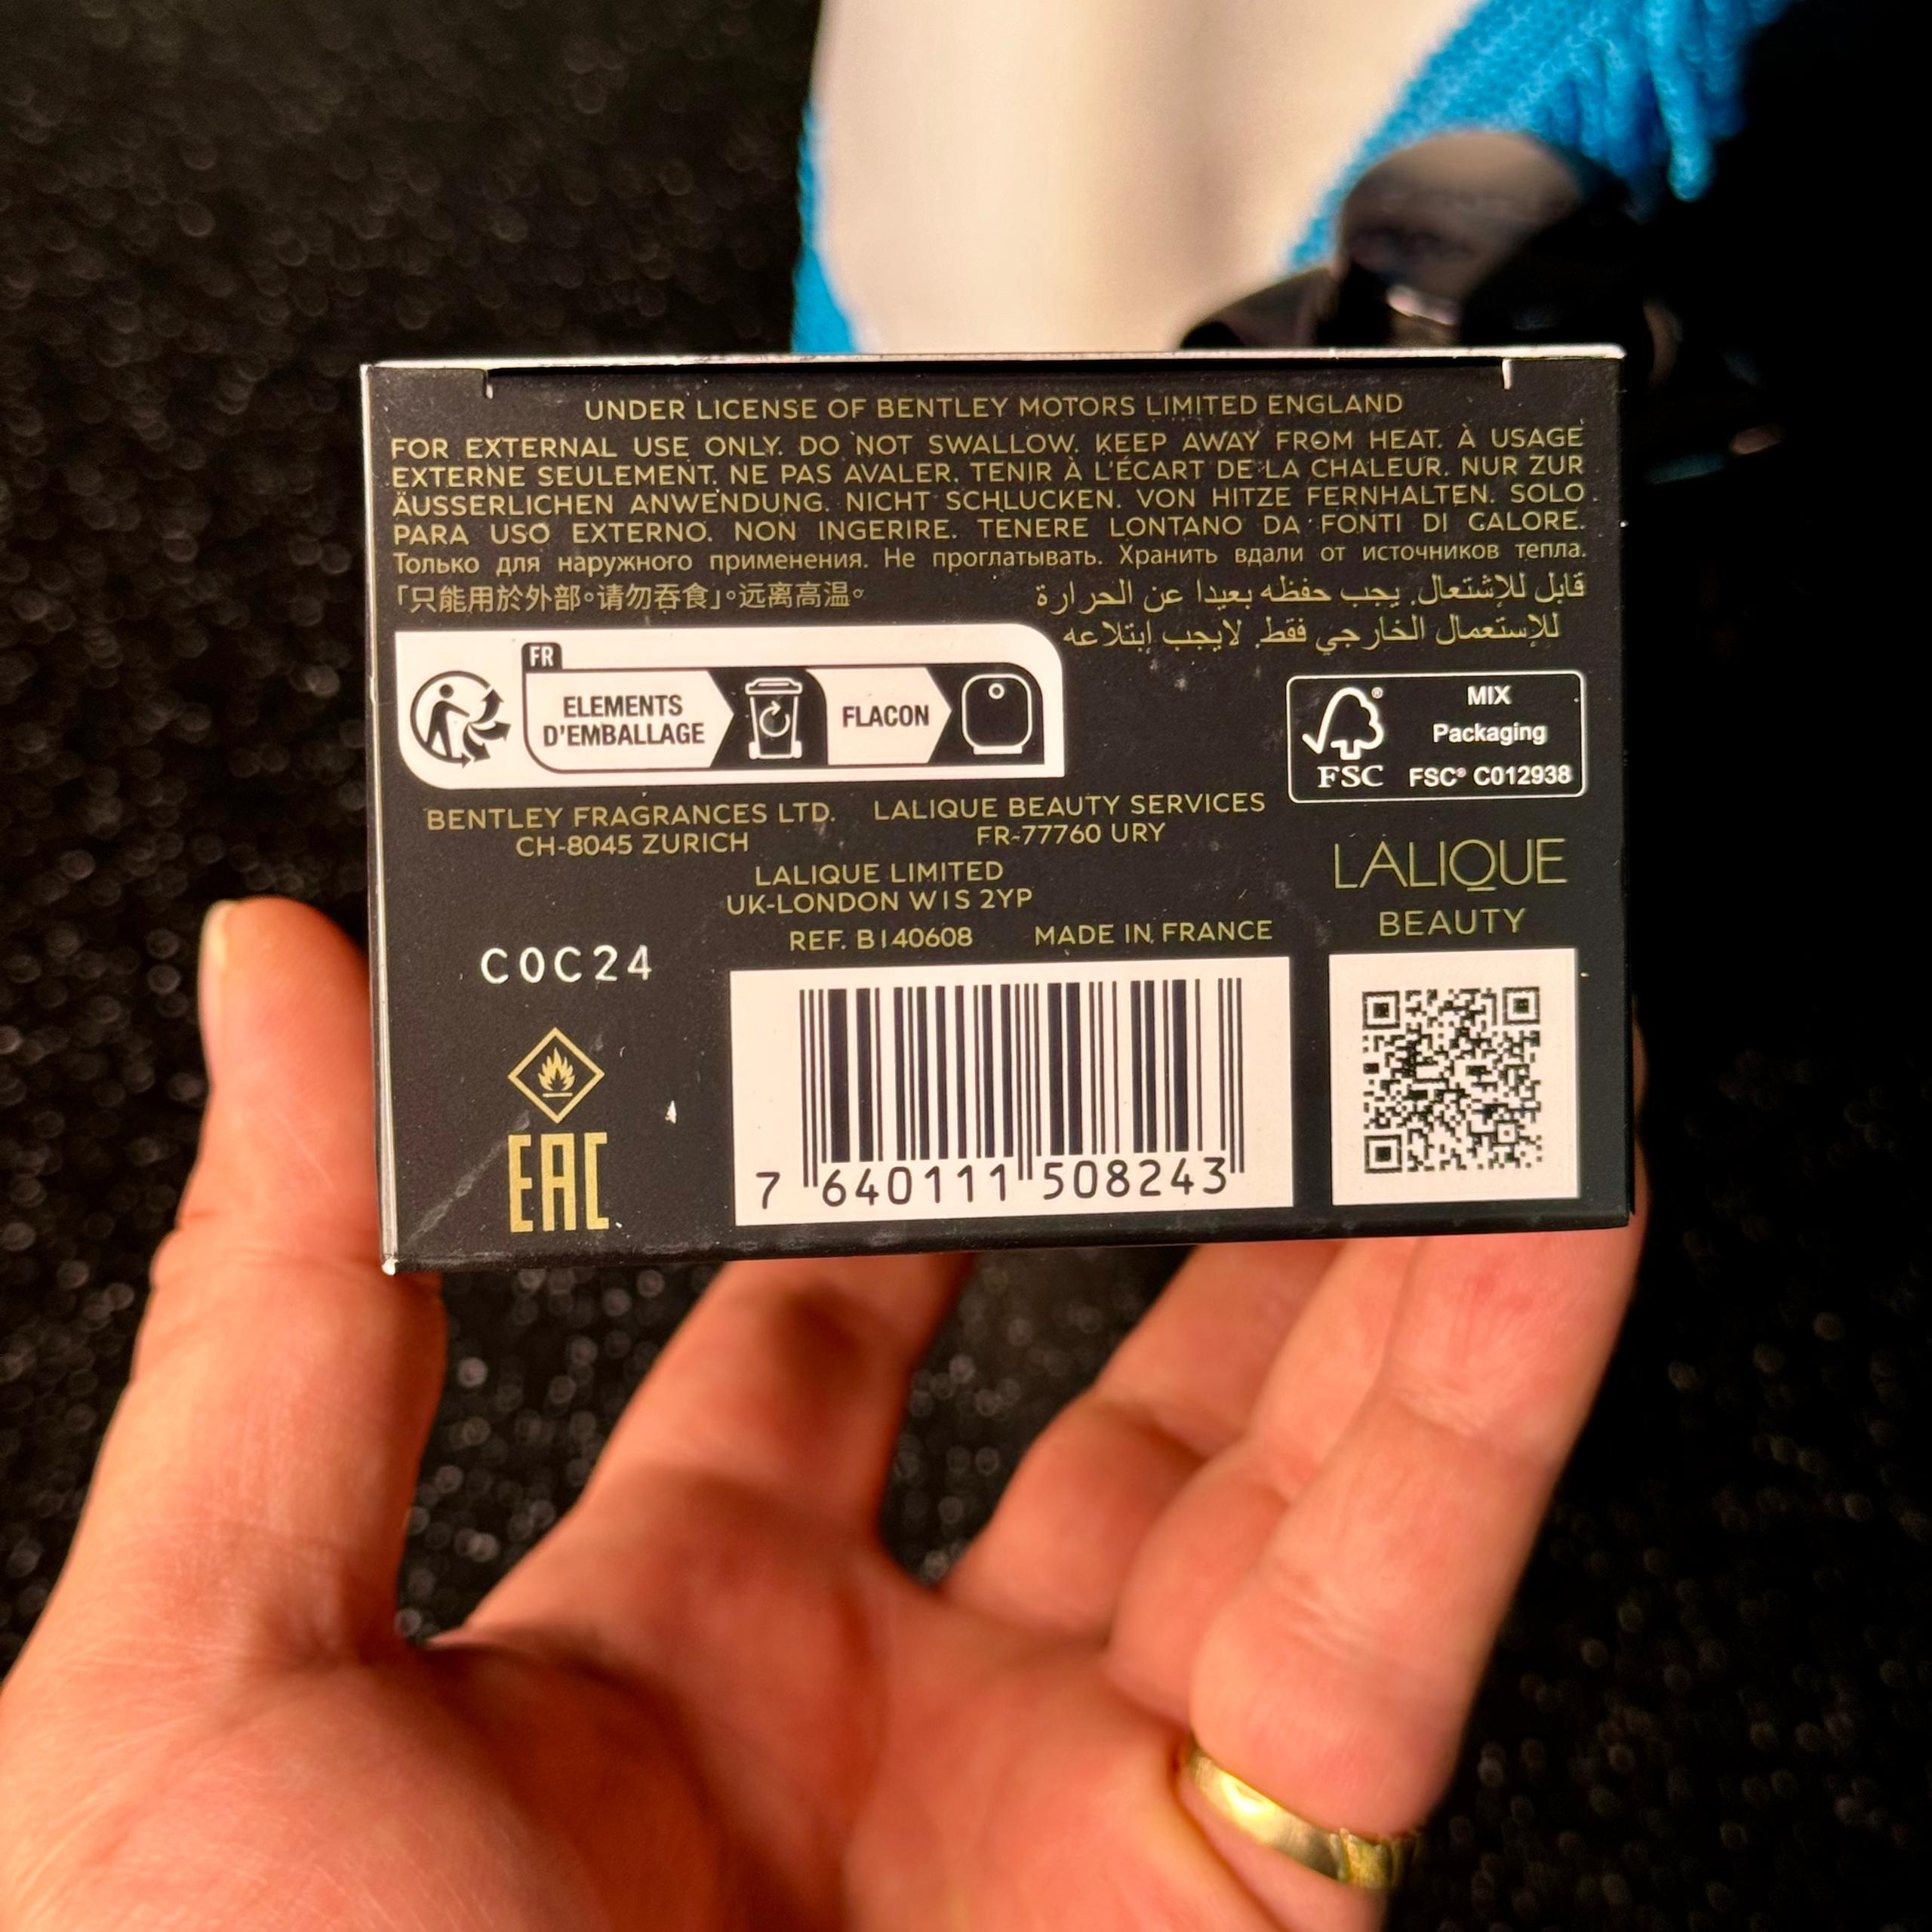 UNDER LICENSE OF BENTLEY MOTORS LIMITED ENGLAND
FOR EXTERNAL USE ONLY. DO NOT SWALLOW. KEEP AWAY FROM HEAT. À USAGE
EXTERNE SEULEMENT. NE PAS AVALER. TENIR À L'ÉCART DE LA CHALEUR. NUR ZUR
ÄUSSERLICHEN ANWENDUNG. NICHT SCHLUCKEN. VON HITZE FERNHALTEN. SOLO
PARA USO EXTERNO. NON INGERIRE. TENERE LONTANO DA FONTI DI CALORE.
Только для наружного применения. Не проглатывать. Хранить вдали от источников тепла.
「只能用於外部。请勿吞食」。远离高温。
قابل للإشتعال. يجب حفظه بعيدا عن الحرارة
للإستعمال الخارجي فقط. لايجب إبتلاعه
FR
ELEMENTS
D'EMBALLAGE
FLACON
FSC®
MIX
Packaging
FSC® C012938
BENTLEY FRAGRANCES LTD.
CH-8045 ZURICH
LALIQUE BEAUTY SERVICES
FR-77760 URY
LALIQUE LIMITED
UK-LONDON W1S 2YP
REF. B140608 MADE IN FRANCE
LALIQUE
BEAUTY
C0C24
EAC
7 640111 508243